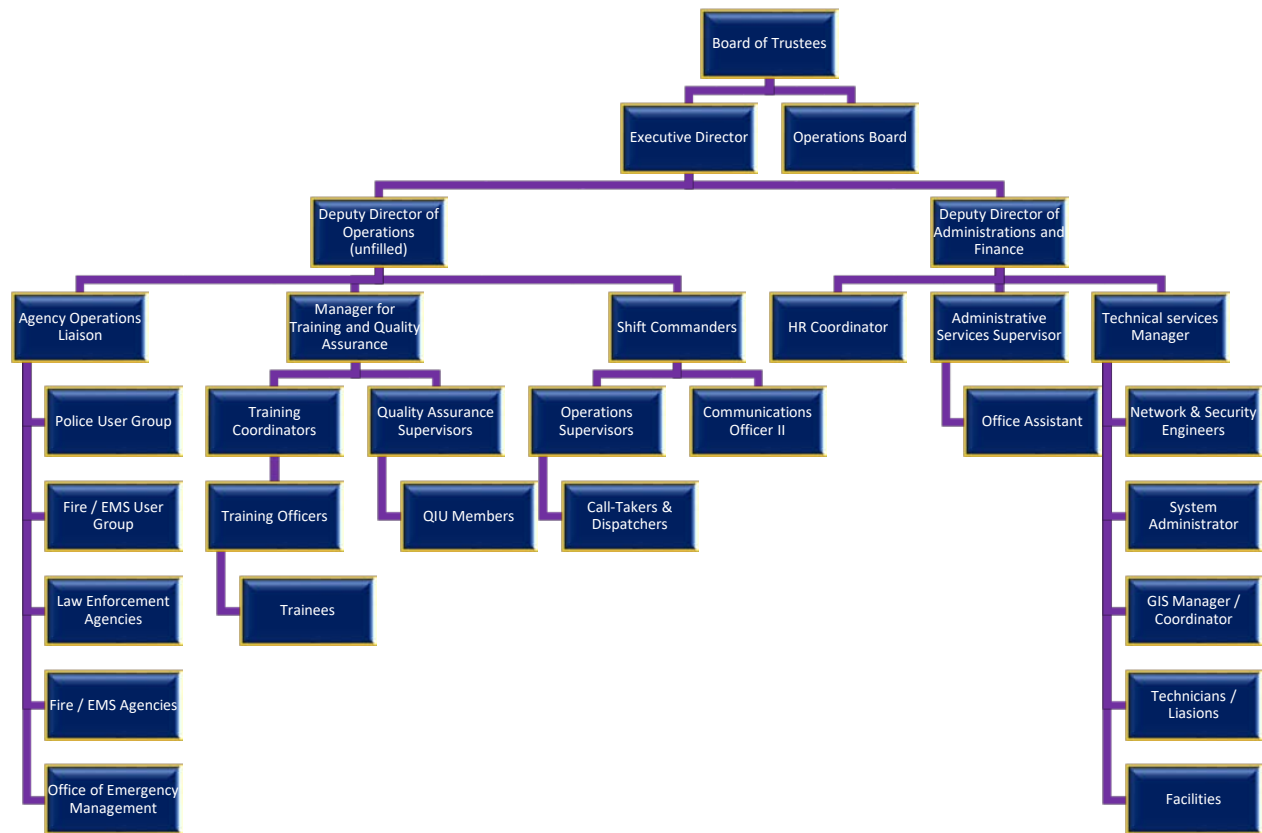 Board of Trustees
Executive Director
Operations Board
Deputy Director of
Operations
(unfilled)
Deputy Director of
Administrations and
Finance
Agency Operations
Liaison
Manager for
Training and Quality
Assurance
Shift Commanders
HR Coordinator
Administrative
Services Supervisor
Technical services
Manager
Police User Group
Training
Coordinators
Quality Assurance
Supervisors
Operations
Supervisors
Communications
Officer II
Office Assistant
Network & Security
Engineers
Fire / EMS User
Group
Training Officers
QIU Members
Call-Takers &
Dispatchers
System
Administrator
Law Enforcement
Agencies
Trainees
GIS Manager /
Coordinator
Fire / EMS Agencies
Technicians /
Liasions
Office of Emergency
Management
Facilities